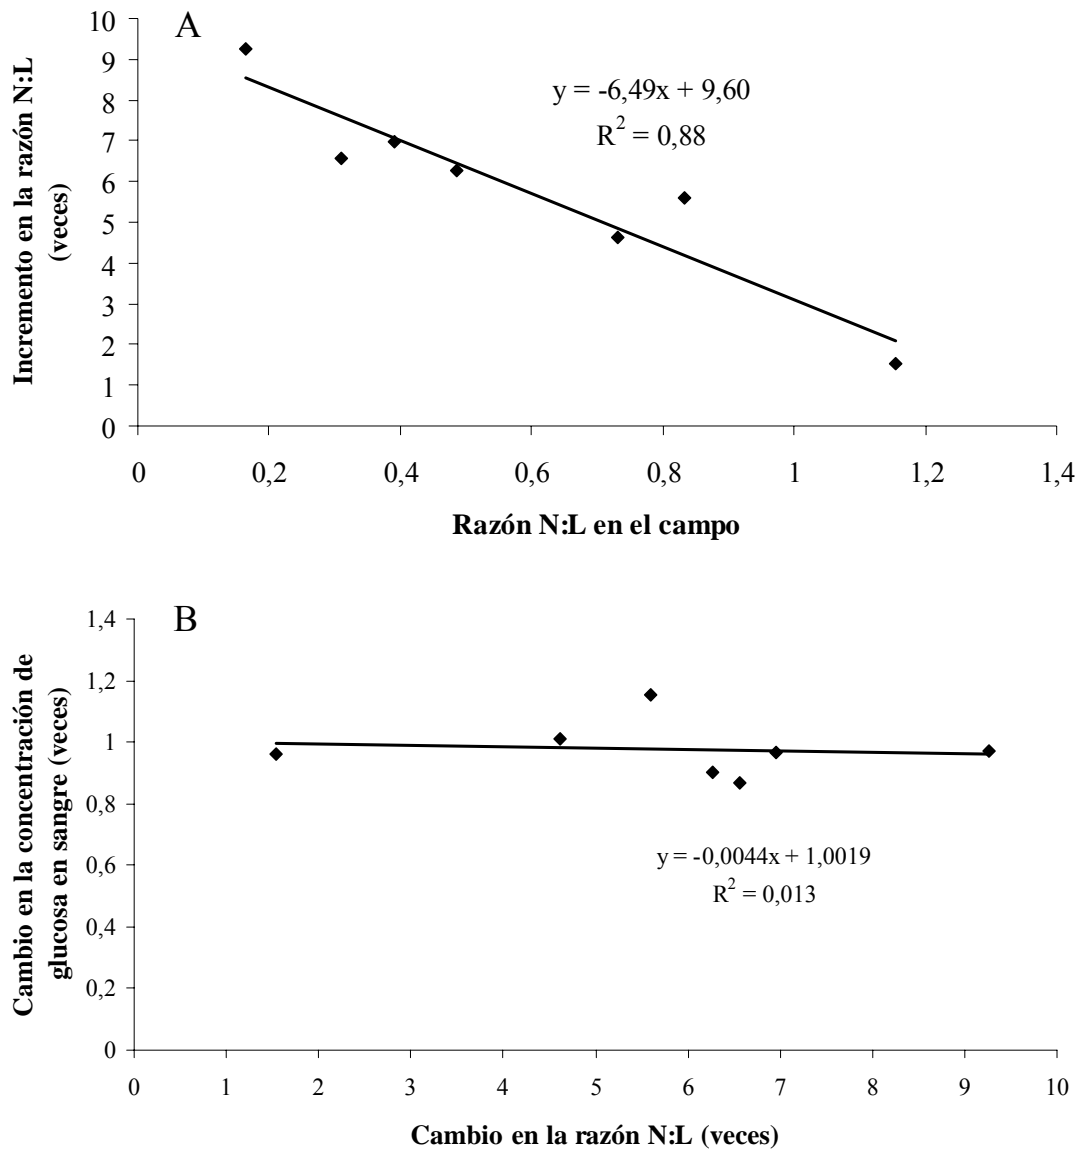 A
Incremento en la razón N:L
(veces)
10
9
8
7
6
5
4
3
2
1
0
y = -6,49x + 9,60
R² = 0,88
0 0,2 0,4 0,6 0,8 1 1,2 1,4
Razón N:L en el campo
B
Cambio en la concentración de
glucosa en sangre (veces)
1,4
1,2
1
0,8
0,6
0,4
0,2
0
y = -0,0044x + 1,0019
R² = 0,013
0 1 2 3 4 5 6 7 8 9 10
Cambio en la razón N:L (veces)